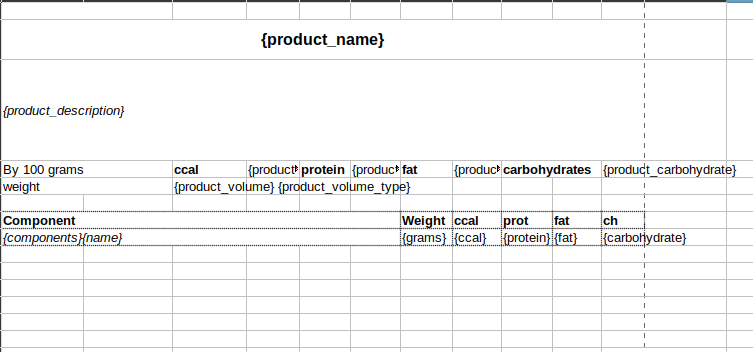 {product_name}
{product_description}
By 100 grams ccal {product protein {produc fat {produc carbohydrates {product_carbohydrate}
weight {product_volume} {product_volume_type}
Component Weight ccal prot fat ch
{components}{name} {grams} {ccal} {protein} {fat} {carbohydrate}